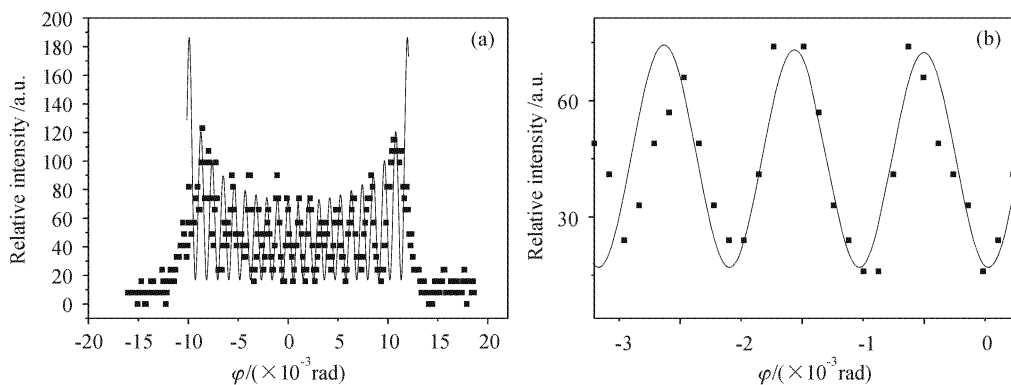 200
180
160
140
120
100
80
60
40
20
0
Relative intensity /a.u.
(a)
-20 -15 -10 -5 0 5 10 15 20
φ/(×10⁻³rad)
60
30
Relative intensity /a.u.
(b)
-3 -2 -1 0
φ/(×10⁻³rad)